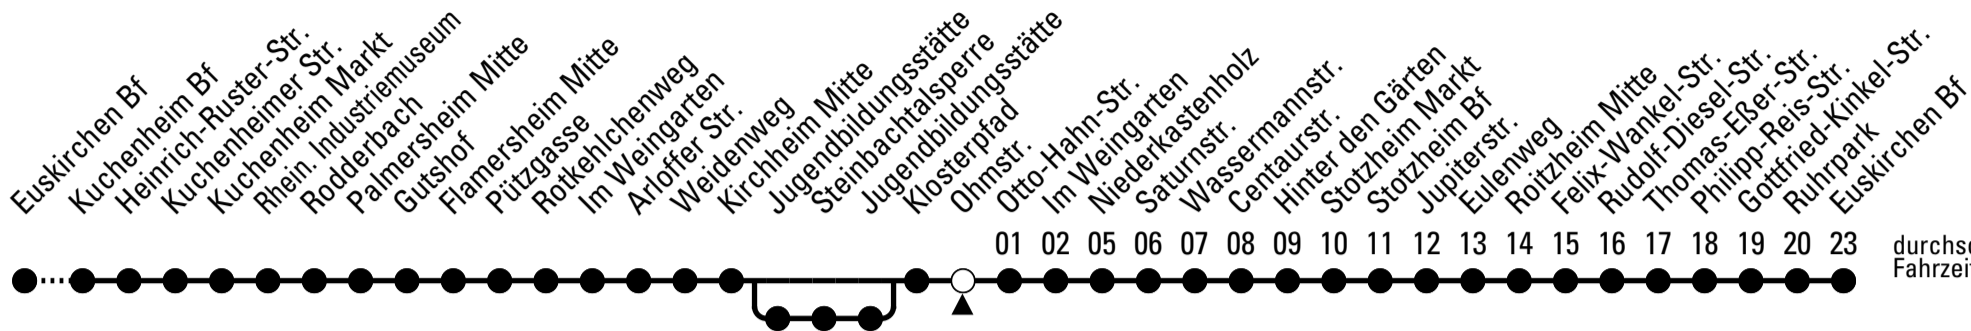 Euskirchen Bf
Kuchenheim Bf
Heinrich-Ruster-Str.
Kuchenheimer Str.
Kuchenheim Markt
Rhein. Industriemuseum
Rodderbach
Palmersheim Mitte
Gutshof
Flamersheim Mitte
Pützgasse
Rotkehlchenweg
Im Weingarten
Arloffer Str.
Weidenweg
Kirchheim Mitte
Jugendbildungsstätte
Steinbachtalsperre
Jugendbildungsstätte
Klosterpfad
Ohmstr.
Otto-Hahn-Str.
Im Weingarten
Niederkastenholz
Saturnstr.
Wassermannstr.
Centaurstr.
Hinter den Gärten
Stotzheim Markt
Stotzheim Bf
Jupiterstr.
Eulenweg
Roitzheim Mitte
Felix-Wankel-Str.
Rudolf-Diesel-Str.
Thomas-Eßer-Str.
Philipp-Reis-Str.
Gottfried-Kinkel-Str.
Ruhrpark
Euskirchen Bf
01 02 05 06 07 08 09 10 11 12 13 14 15 16 17 18 19 20 23